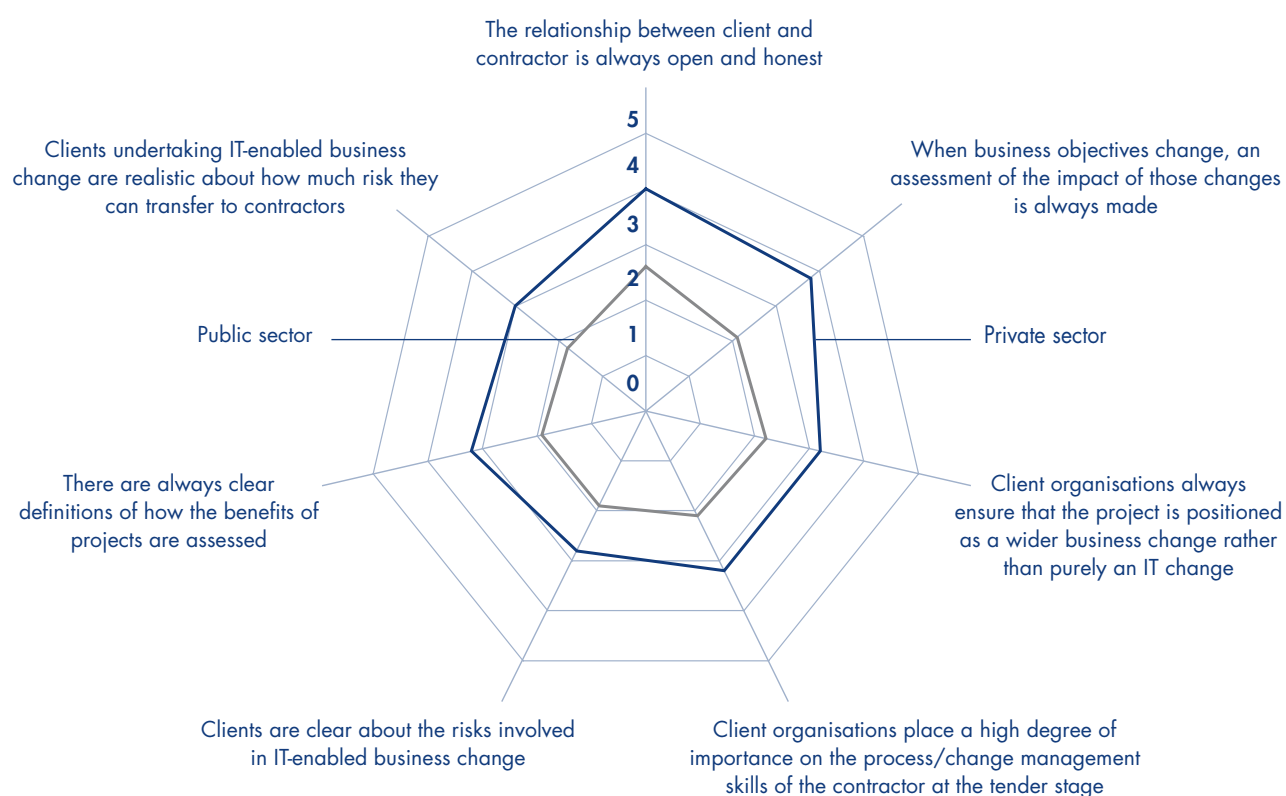 The relationship between client and
contractor is always open and honest
Clients undertaking IT-enabled business
change are realistic about how much risk they
can transfer to contractors
When business objectives change, an
assessment of the impact of those changes
is always made
5
4
3
2
1
0
Public sector
Private sector
There are always clear
definitions of how the benefits of
projects are assessed
Client organisations always
ensure that the project is positioned
as a wider business change rather
than purely an IT change
Clients are clear about the risks involved
in IT-enabled business change
Client organisations place a high degree of
importance on the process/change management
skills of the contractor at the tender stage